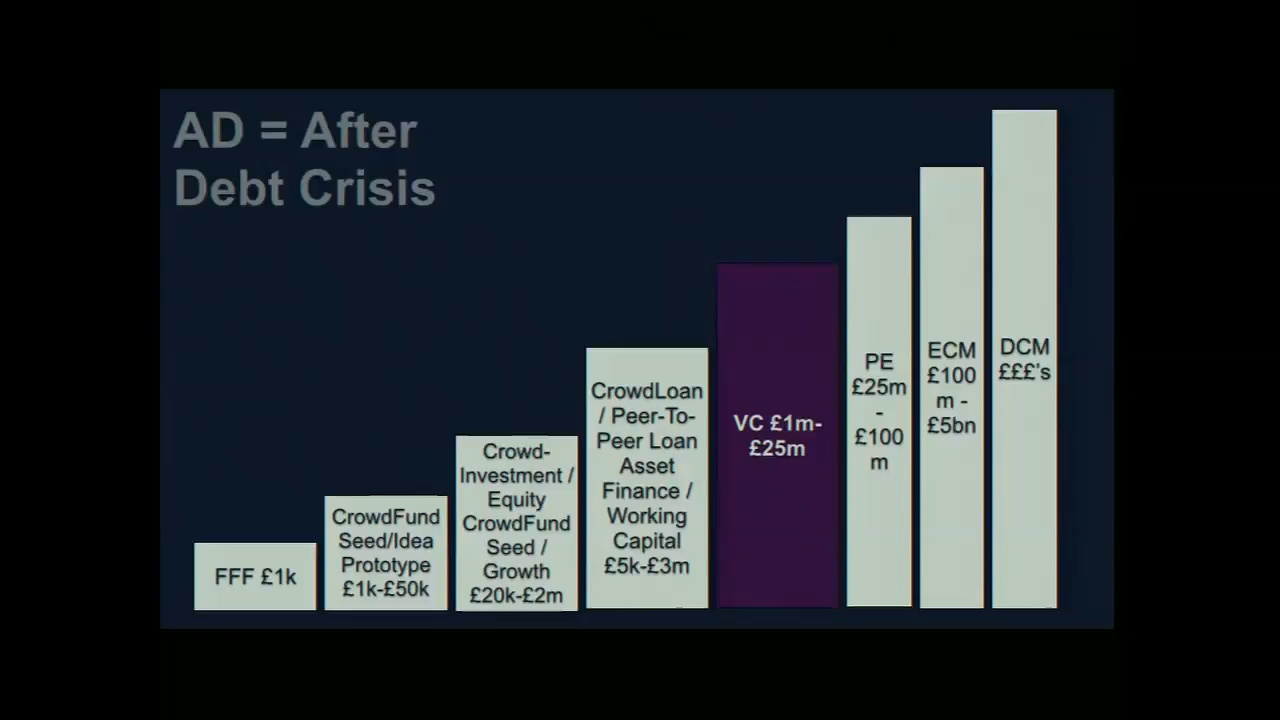 AD = After
Debt Crisis
FFF £1k
CrowdFund
Seed/Idea
Prototype
£1k-£50k
Crowd-
Investment /
Equity
CrowdFund
Seed /
Growth
£20k-£2m
CrowdLoan
/ Peer-To-
Peer Loan
Asset
Finance /
Working
Capital
£5k-£3m
VC £1m-
£25m
PE
£25m
-
£100
m
ECM
£100
m -
£5bn
DCM
£££'s